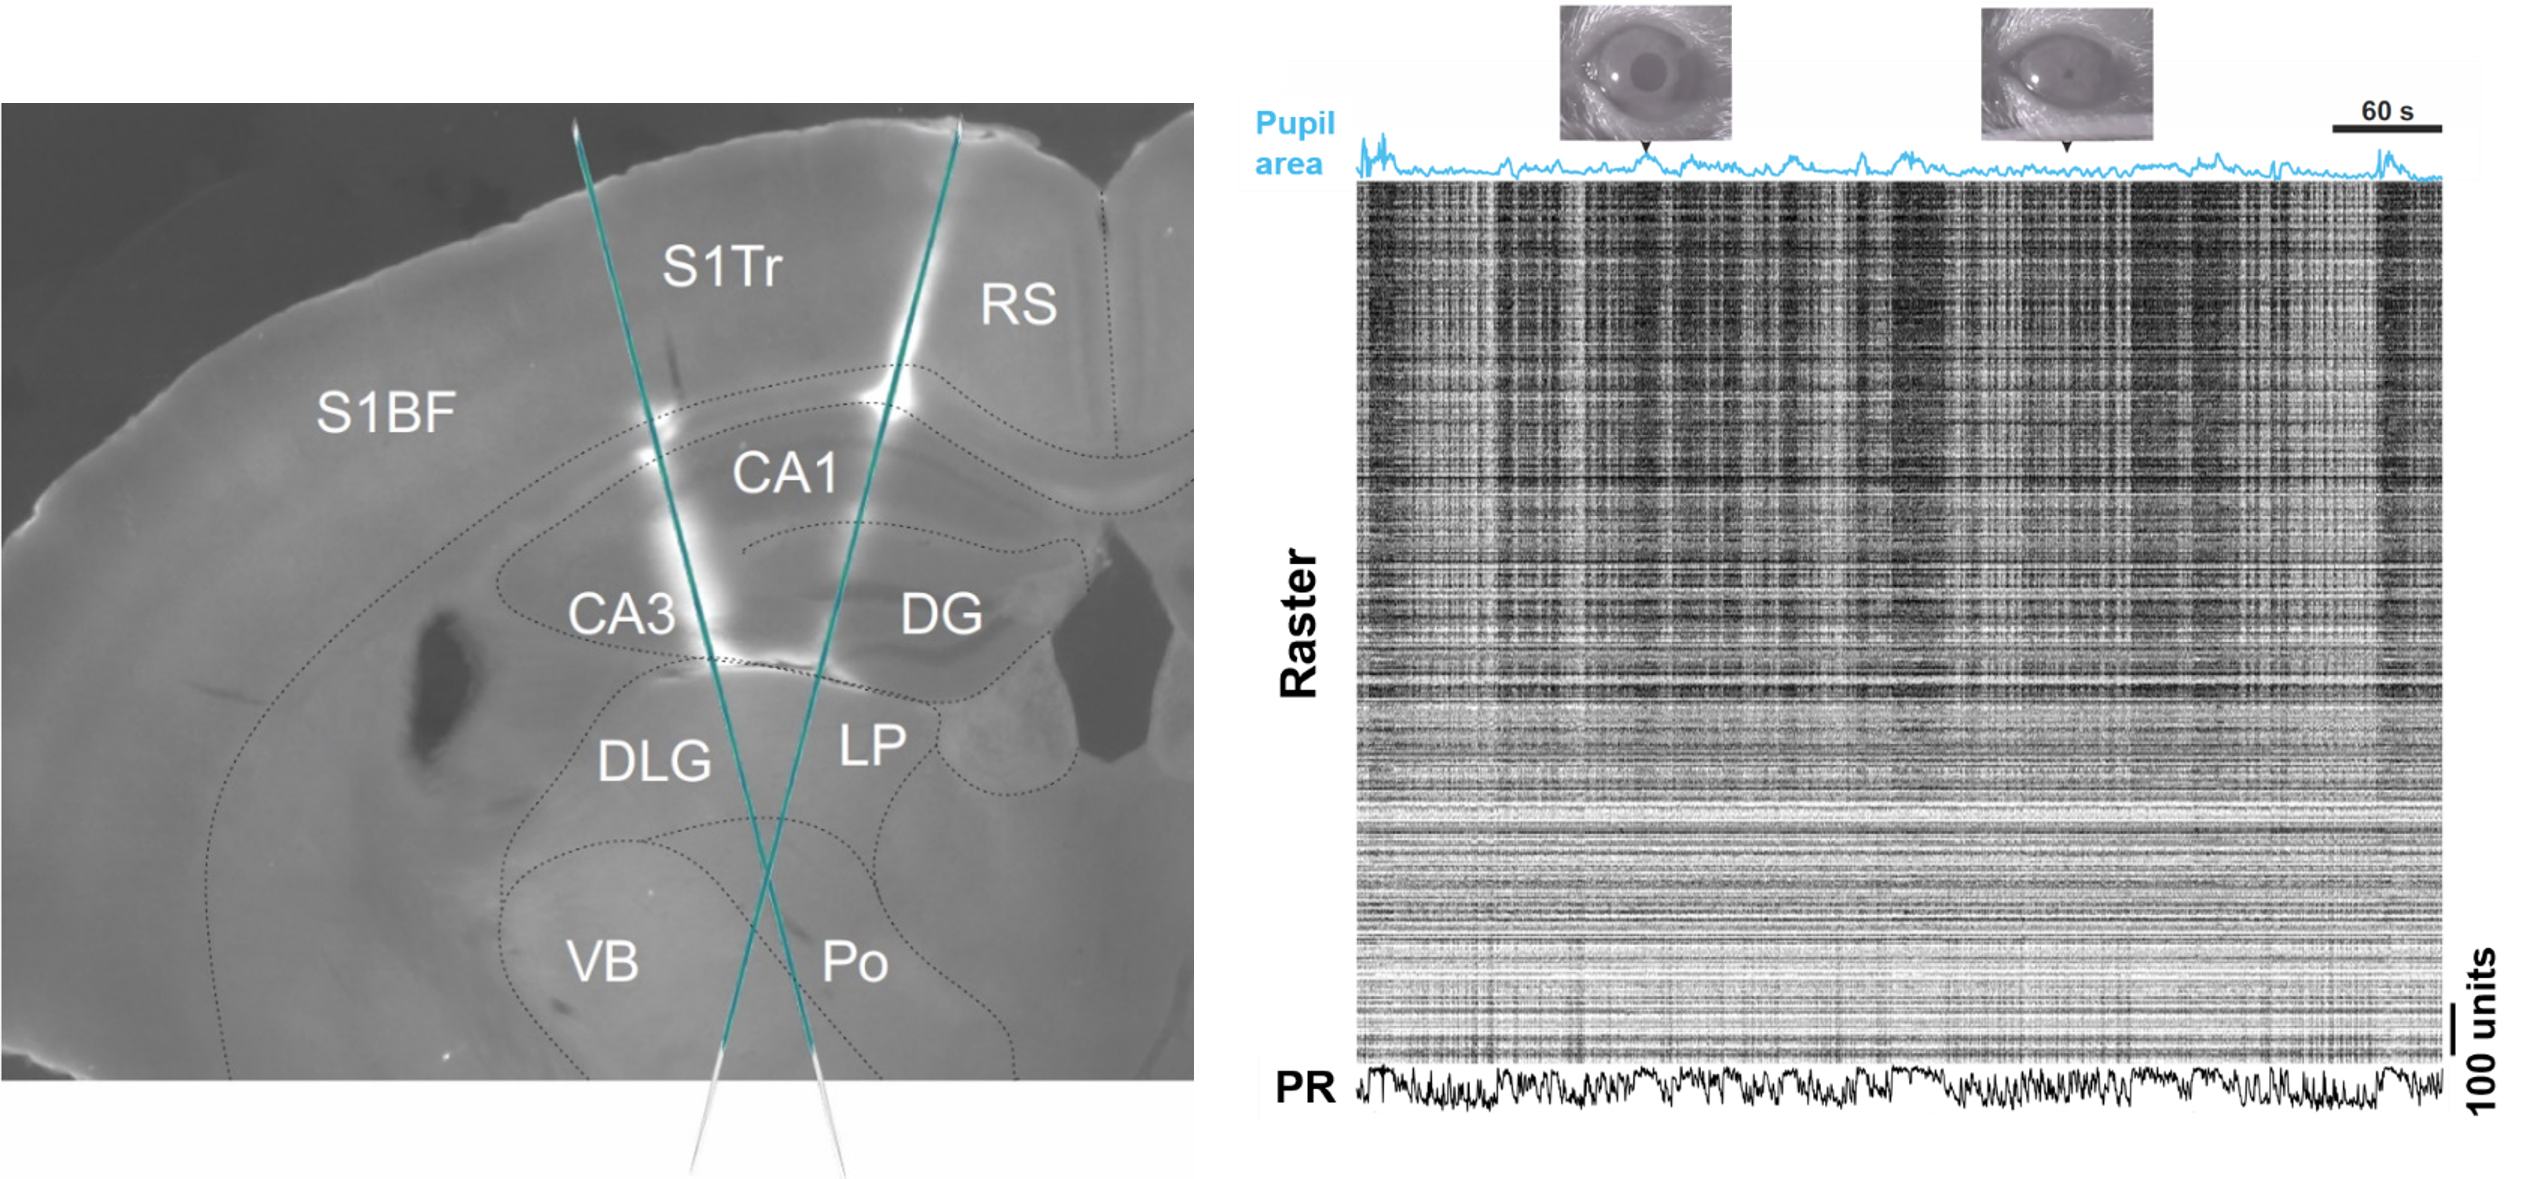 S1Tr
RS
S1BF
CA1
CA3
DG
DLG
LP
VB
Po
Pupil
area
60 s
Raster
PR
100 units